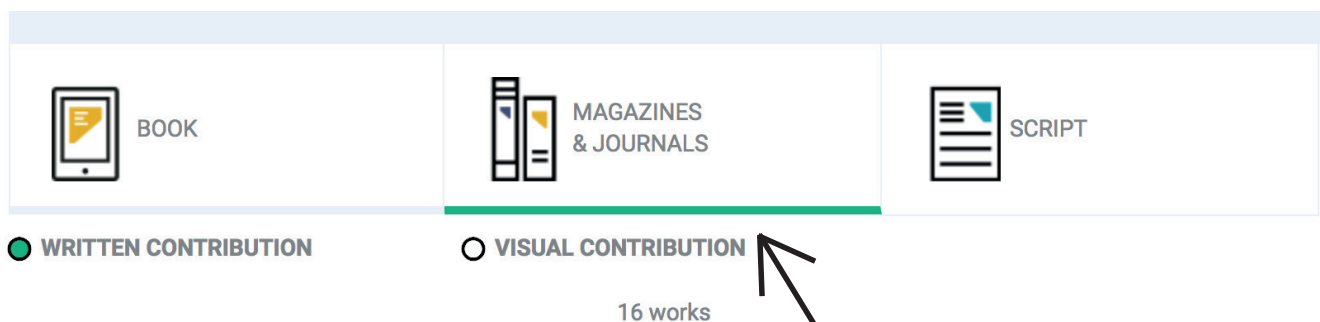 BOOK
MAGAZINES
& JOURNALS
SCRIPT
WRITTEN CONTRIBUTION
VISUAL CONTRIBUTION
16 works